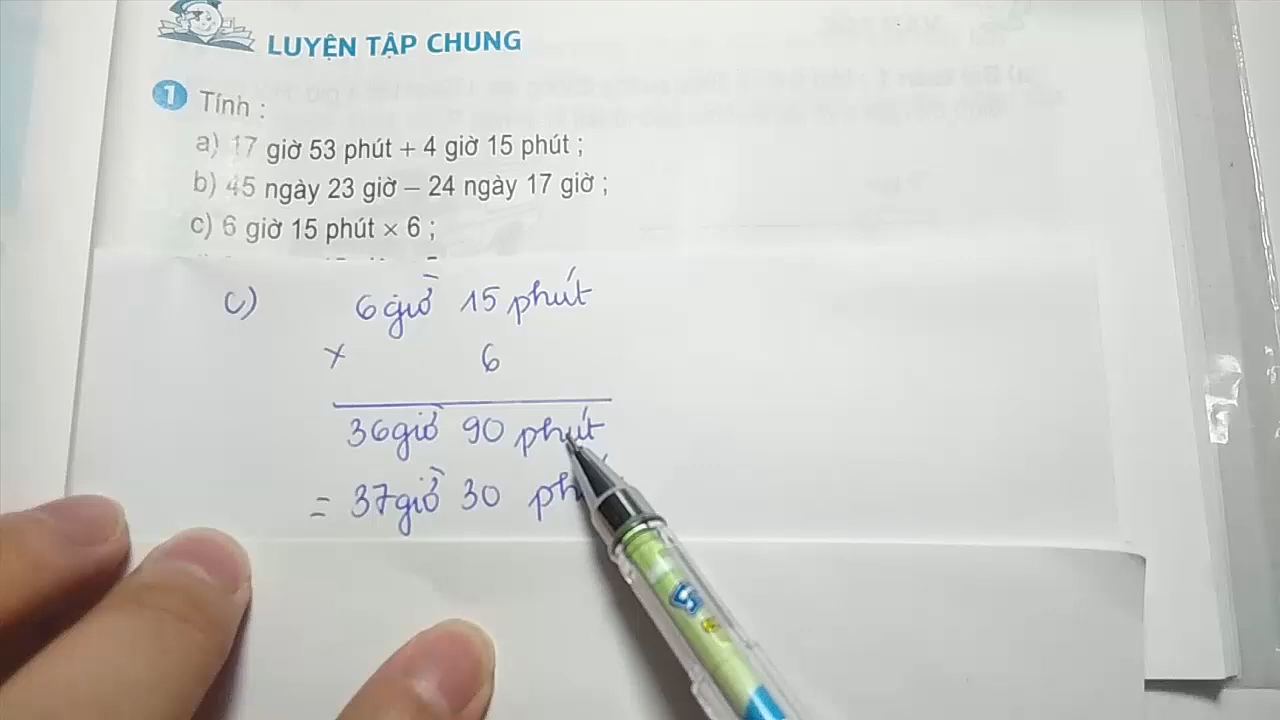 LUYỆN TẬP CHUNG
1 Tính :
a) 17 giờ 53 phút + 4 giờ 15 phút ;
b) 45 ngày 23 giờ – 24 ngày 17 giờ ;
c) 6 giờ 15 phút × 6 ;
c) 6 giờ 15 phút
x 6
36 giờ 90 phút
= 37 giờ 30